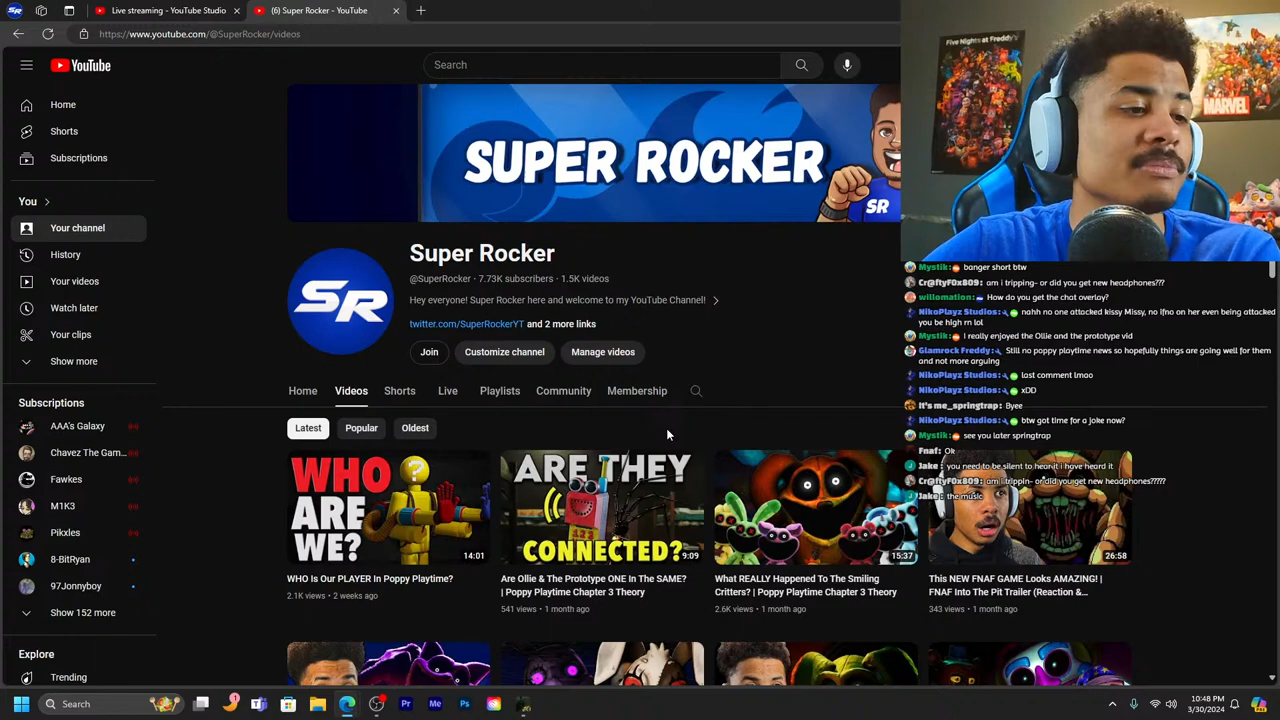 SR
Live streaming - YouTube Studio
(6) Super Rocker - YouTube
https://www.youtube.com/@SuperRocker/videos
YouTube
Search
Five Nights at Freddy's
MARVEL
Home
Shorts
Subscriptions
You
Your channel
History
Your videos
Watch later
Your clips
Show more
Subscriptions
AAA's Galaxy
Chavez The Gam...
Fawkes
M1K3
Pikxles
8-BitRyan
97Jonnyboy
Show 152 more
Explore
Trending
SUPER ROCKER
SR
SR
Super Rocker
@SuperRocker · 7.73K subscribers · 1.5K videos
Hey everyone! Super Rocker here and welcome to my YouTube Channel!
twitter.com/SuperRockerYT and 2 more links
Join
Customize channel
Manage videos
Home
Videos
Shorts
Live
Playlists
Community
Membership
Latest
Popular
Oldest
WHO
ARE
WE?
?
14:01
WHO Is Our PLAYER In Poppy Playtime?
2.1K views · 2 weeks ago
ARE THEY
CONNECTED?
9:09
Are Ollie & The Prototype ONE In The SAME?
| Poppy Playtime Chapter 3 Theory
541 views · 1 month ago
15:37
What REALLY Happened To The Smiling
Critters? | Poppy Playtime Chapter 3 Theory
2.6K views · 1 month ago
26:58
This NEW FNAF GAME Looks AMAZING! |
FNAF Into The Pit Trailer (Reaction &...
343 views · 1 month ago
Mystik: banger short btw
Cr@ftyF0x809: am i tripping- or did you get new headphones???
willomation: How do you get the chat overlay?
NikoPlayz Studios: nahh no one attacked kissy Missy, no ifno on her even being attacked
you be high rn lol
Mystik: I really enjoyed the Ollie and the prototype vid
Glamrock Freddy: Still no poppy playtime news so hopefully things are going well for them
and not more arguing
NikoPlayz Studios: last comment lmao
NikoPlayz Studios: xDD
It's me_springtrap: Byee
NikoPlayz Studios: btw got time for a joke now?
Mystik: see you later springtrap
Fnaf: Ok
Jake: you need to be silent to hear it i have heard it
Cr@ftyF0x809: am i trippin- or did you get new headphones?????
Jake: the music
Search
10:48 PM
3/30/2024